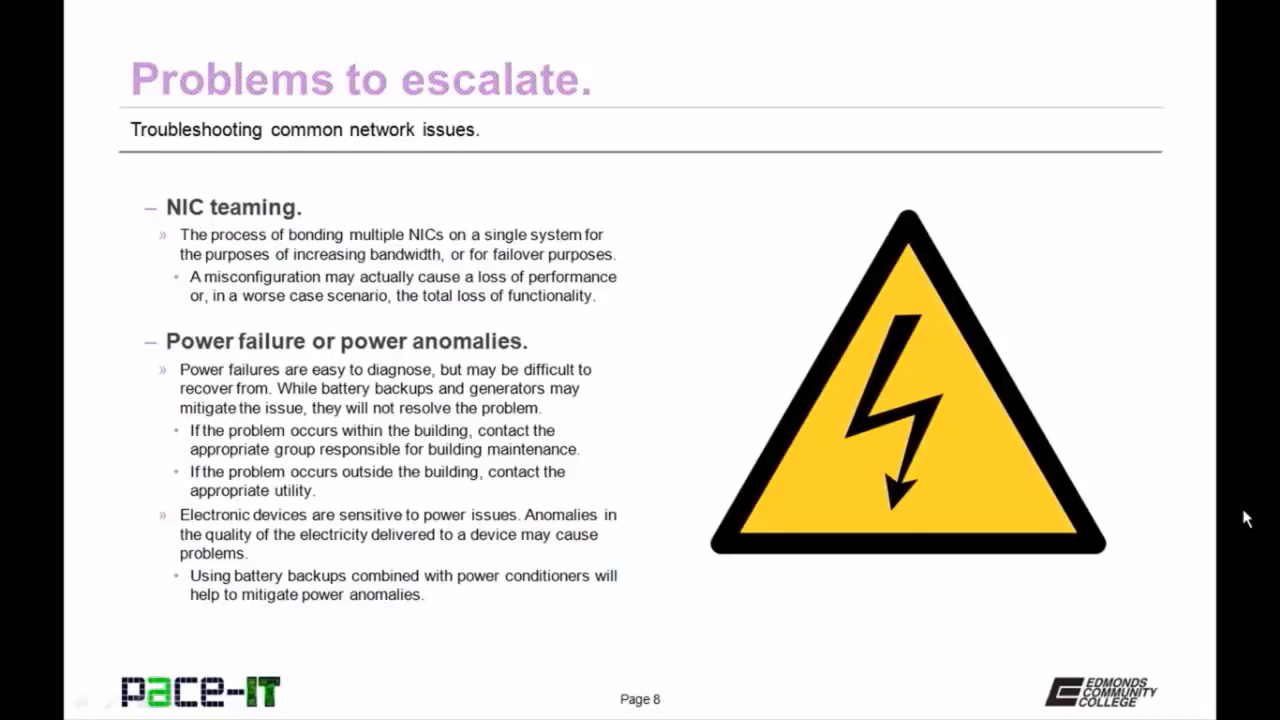 Problems to escalate.
Troubleshooting common network issues.
– NIC teaming.
» The process of bonding multiple NICs on a single system for
the purposes of increasing bandwidth, or for failover purposes.
• A misconfiguration may actually cause a loss of performance
or, in a worse case scenario, the total loss of functionality.
– Power failure or power anomalies.
» Power failures are easy to diagnose, but may be difficult to
recover from. While battery backups and generators may
mitigate the issue, they will not resolve the problem.
• If the problem occurs within the building, contact the
appropriate group responsible for building maintenance.
• If the problem occurs outside the building, contact the
appropriate utility.
» Electronic devices are sensitive to power issues. Anomalies in
the quality of the electricity delivered to a device may cause
problems.
• Using battery backups combined with power conditioners will
help to mitigate power anomalies.
pace-IT
Page 8
EDMONDS
COMMUNITY
COLLEGE